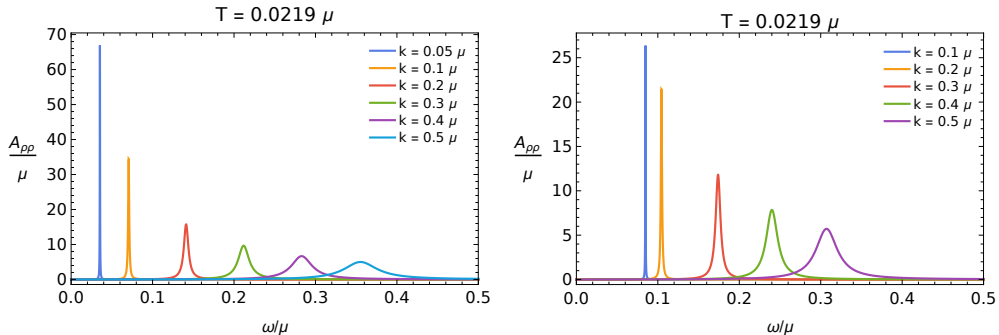 T = 0.0219 μ
70
60
50
40
30
20
10
0
A_ρρ
μ
k = 0.05 μ
k = 0.1 μ
k = 0.2 μ
k = 0.3 μ
k = 0.4 μ
k = 0.5 μ
0.0 0.1 0.2 0.3 0.4 0.5
ω/μ
T = 0.0219 μ
25
20
15
10
5
0
A_ρρ
μ
k = 0.1 μ
k = 0.2 μ
k = 0.3 μ
k = 0.4 μ
k = 0.5 μ
0.0 0.1 0.2 0.3 0.4 0.5
ω/μ